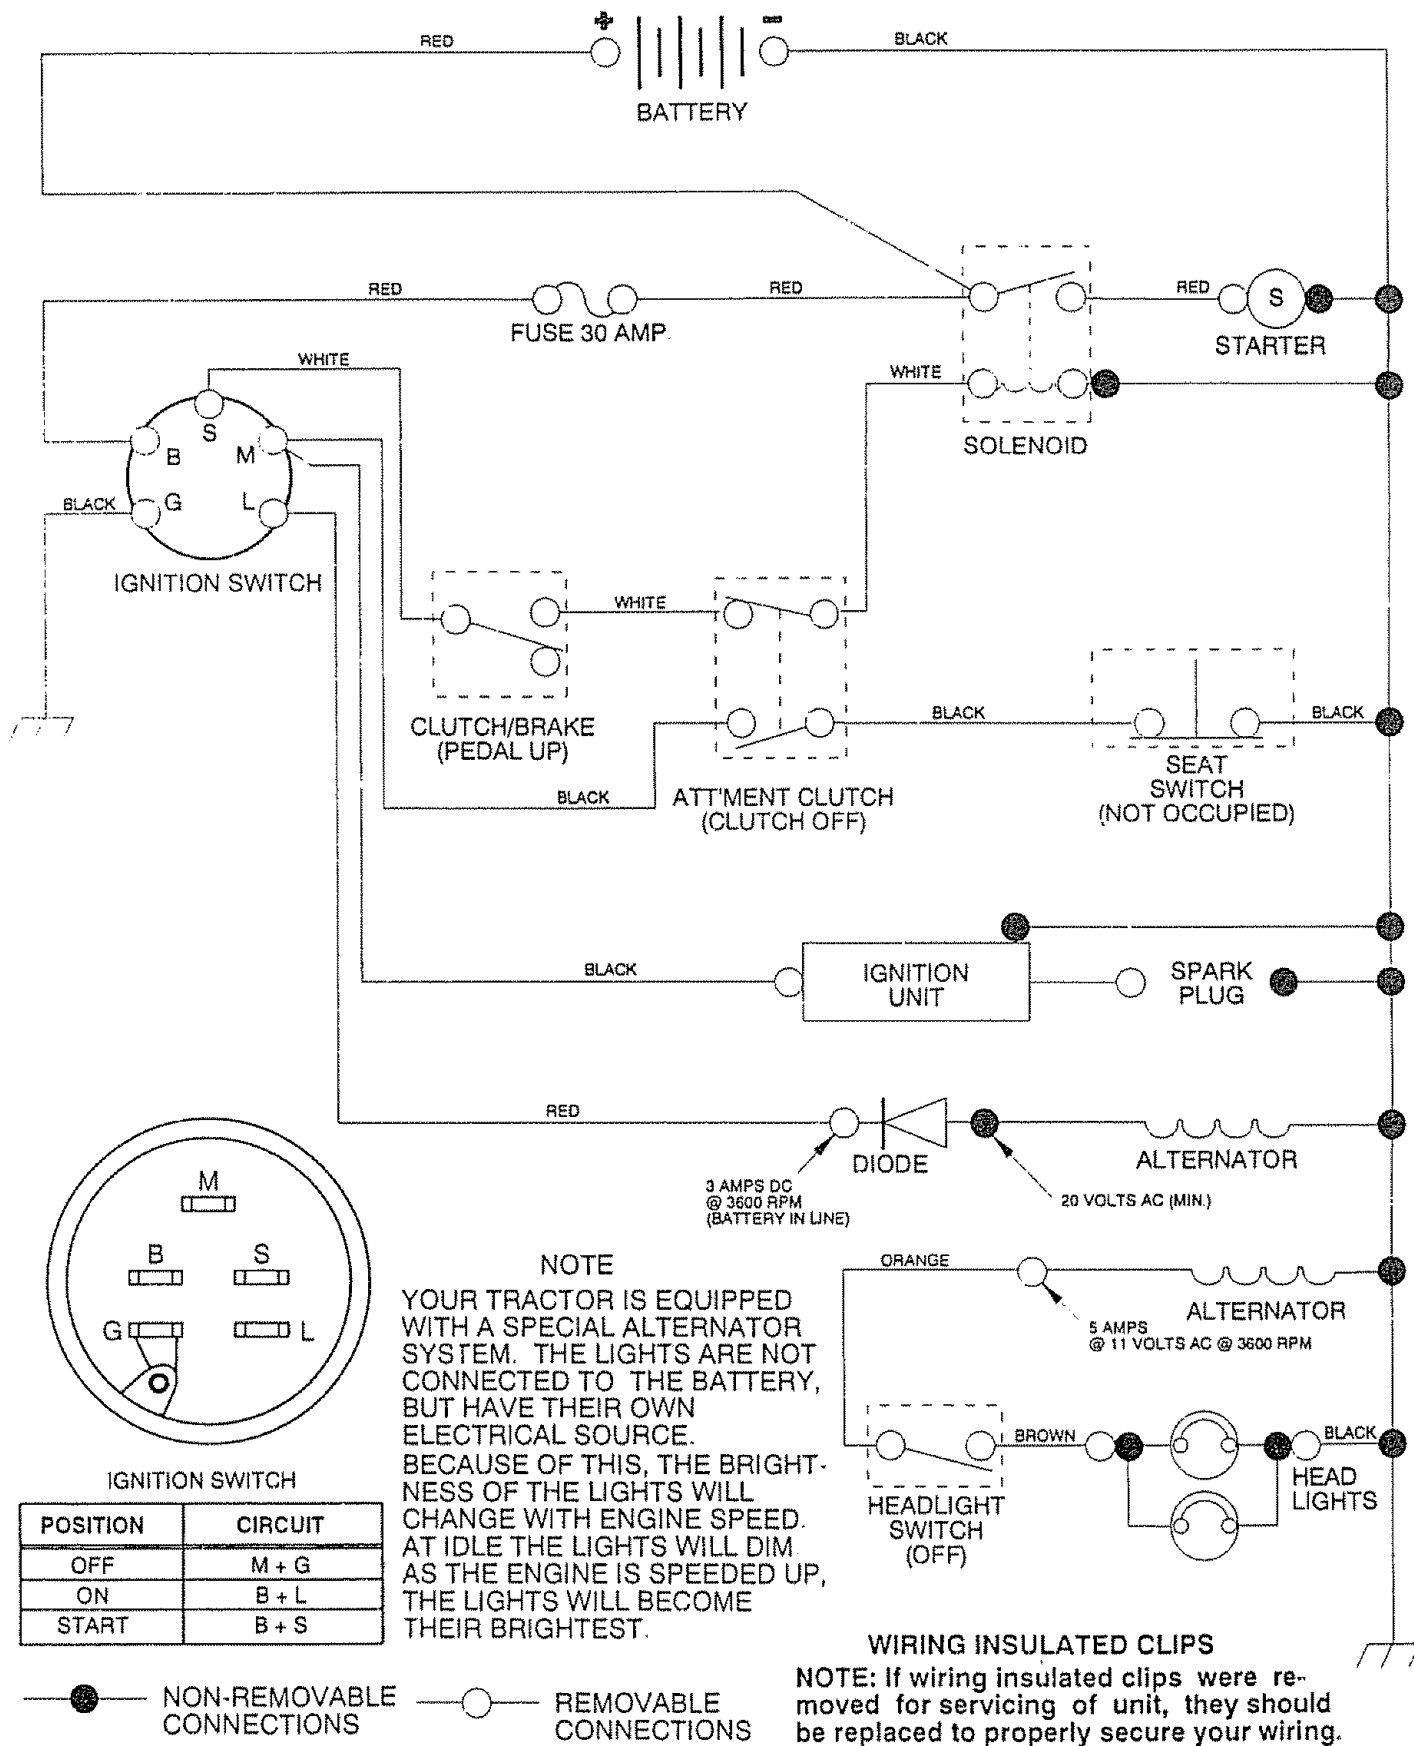 +
-
RED
BLACK
BATTERY
RED
RED
RED
S
FUSE 30 AMP.
STARTER
WHITE
WHITE
S
B
M
SOLENOID
BLACK
G
L
IGNITION SWITCH
WHITE
CLUTCH/BRAKE
(PEDAL UP)
BLACK
BLACK
SEAT
SWITCH
(NOT OCCUPIED)
BLACK
ATT'MENT CLUTCH
(CLUTCH OFF)
BLACK
IGNITION
UNIT
SPARK
PLUG
RED
DIODE
ALTERNATOR
3 AMPS DC
@ 3600 RPM
(BATTERY IN LINE)
20 VOLTS AC (MIN.)
M
B
S
G
L
IGNITION SWITCH
ORANGE
ALTERNATOR
5 AMPS
@ 11 VOLTS AC @ 3600 RPM
BROWN
BLACK
HEAD
LIGHTS
HEADLIGHT
SWITCH
(OFF)
NOTE
YOUR TRACTOR IS EQUIPPED
WITH A SPECIAL ALTERNATOR
SYSTEM. THE LIGHTS ARE NOT
CONNECTED TO THE BATTERY,
BUT HAVE THEIR OWN
ELECTRICAL SOURCE.
BECAUSE OF THIS, THE BRIGHT-
NESS OF THE LIGHTS WILL
CHANGE WITH ENGINE SPEED.
AT IDLE THE LIGHTS WILL DIM
AS THE ENGINE IS SPEEDED UP,
THE LIGHTS WILL BECOME
THEIR BRIGHTEST.
POSITION CIRCUIT
OFF M + G
ON B + L
START B + S
NON-REMOVABLE
CONNECTIONS
REMOVABLE
CONNECTIONS
WIRING INSULATED CLIPS
NOTE: If wiring insulated clips were re-
moved for servicing of unit, they should
be replaced to properly secure your wiring.